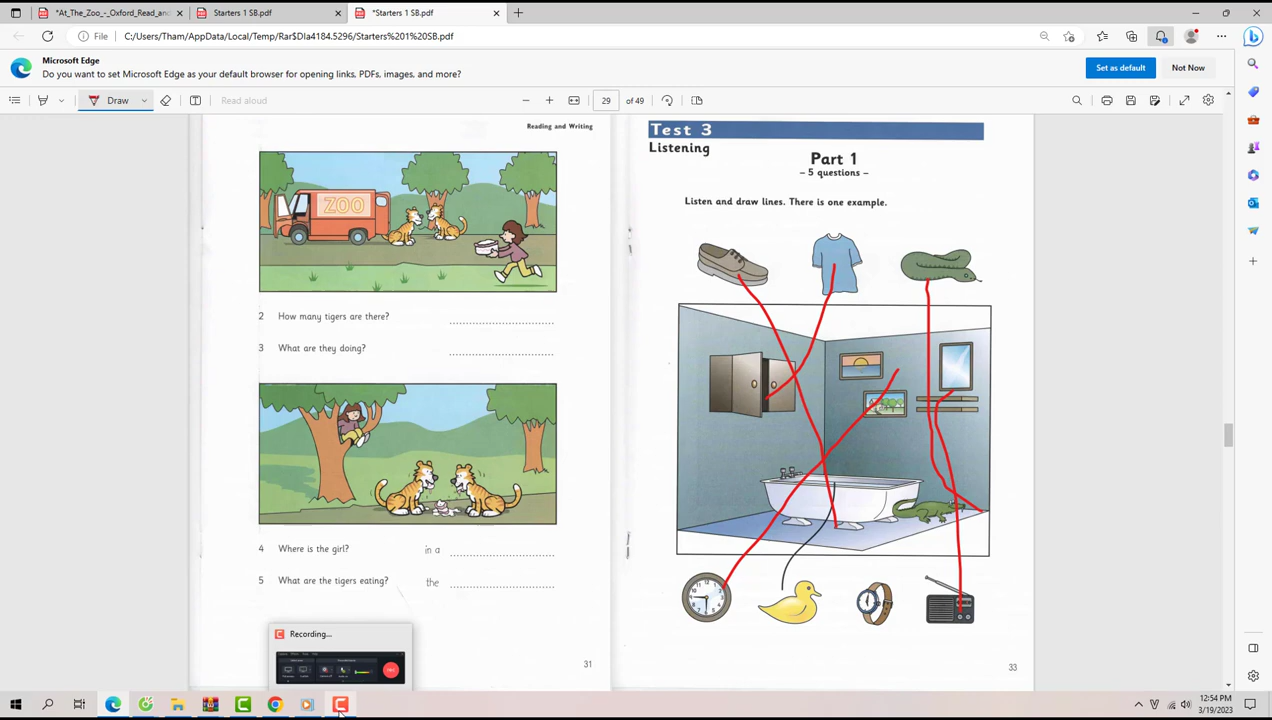 *At_The_Zoo_-_Oxford_Read_and
Starters 1 SB.pdf
*Starters 1 SB.pdf
File
C:/Users/Tham/AppData/Local/Temp/Rar$DIa4184.5296/Starters%201%20SB.pdf
Microsoft Edge
Do you want to set Microsoft Edge as your default browser for opening links, PDFs, images, and more?
Set as default
Not Now
Draw
Read aloud
29 of 49
Reading and Writing
ZOO
2 How many tigers are there? ................................
3 What are they doing? ................................
4 Where is the girl? in a ................................
5 What are the tigers eating? the ................................
31
Test 3
Listening
Part 1
– 5 questions –
Listen and draw lines. There is one example.
33
Recording...
12:54 PM
3/19/2023